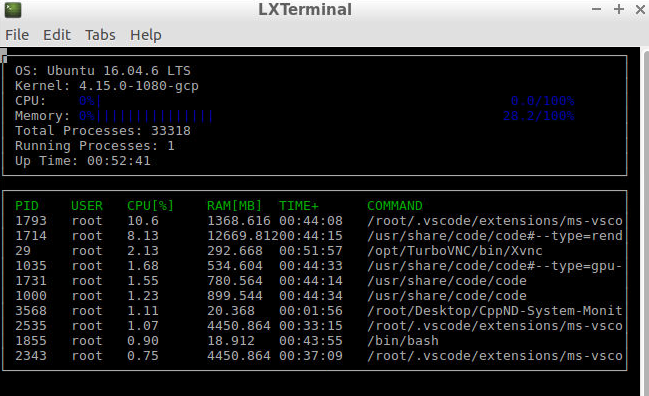 LXTerminal
File Edit Tabs Help
OS: Ubuntu 16.04.6 LTS
Kernel: 4.15.0-1080-gcp
CPU: 0%| 0.0/100%
Memory: 0%||||||||||||||| 28.2/100%
Total Processes: 33318
Running Processes: 1
Up Time: 00:52:41
PID USER CPU[%] RAM[MB] TIME+ COMMAND
1793 root 10.6 1368.616 00:44:08 /root/.vscode/extensions/ms-vsco
1714 root 8.13 12669.81200:44:15 /usr/share/code/code#--type=rend
29 root 2.13 292.668 00:51:57 /opt/TurboVNC/bin/Xvnc
1035 root 1.68 534.604 00:44:33 /usr/share/code/code#--type=gpu-
1731 root 1.55 780.564 00:44:14 /usr/share/code/code
1000 root 1.23 899.544 00:44:34 /usr/share/code/code
3568 root 1.11 20.368 00:01:56 /root/Desktop/CppND-System-Monit
2535 root 1.07 4450.864 00:33:15 /root/.vscode/extensions/ms-vsco
1855 root 0.90 18.912 00:43:55 /bin/bash
2343 root 0.75 4450.864 00:37:09 /root/.vscode/extensions/ms-vsco